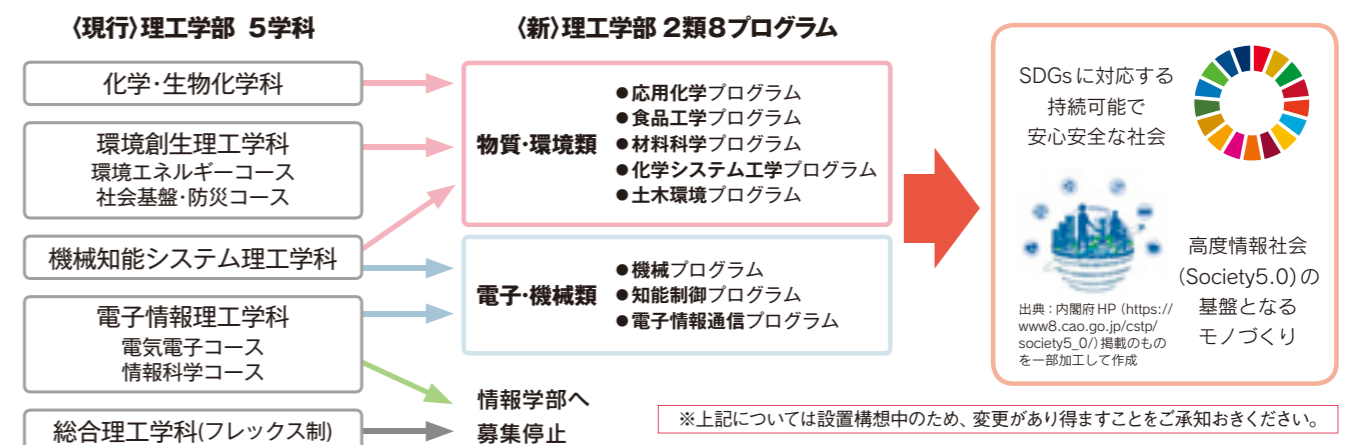 〈現行〉理工学部 5学科
化学・生物化学科
環境創生理工学科
環境エネルギーコース
社会基盤・防災コース
機械知能システム理工学科
電子情報理工学科
電気電子コース
情報科学コース
総合理工学科(フレックス制)
〈新〉理工学部 2類8プログラム
物質・環境類
●応用化学プログラム
●食品工学プログラム
●材料科学プログラム
●化学システム工学プログラム
●土木環境プログラム
電子・機械類
●機械プログラム
●知能制御プログラム
●電子情報通信プログラム
情報学部へ
募集停止
SDGsに対応する
持続可能で
安心安全な社会
高度情報社会
(Society5.0)の
基盤となる
モノづくり
出典:内閣府HP(https://
www8.cao.go.jp/cstp/
society5_0/)掲載のもの
を一部加工して作成
※上記については設置構想中のため、変更があり得ますことをご承知おきください。